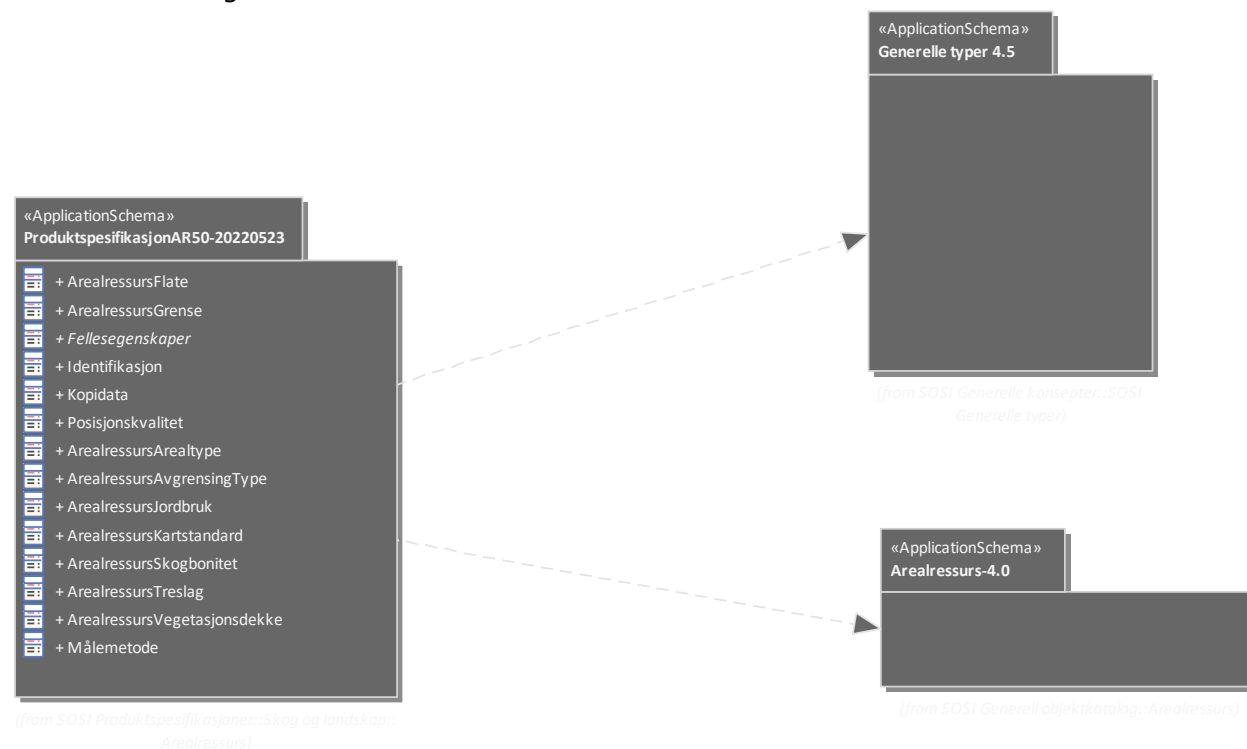 «ApplicationSchema»
Generelle typer 4.5
(from SOSI Generelle konsepter::SOSI
Generelle typer)
«ApplicationSchema»
ProduktspesifikasjonAR50-20220523
+ ArealressursFlate
+ ArealressursGrense
+ Fellesegenskaper
+ Identifikasjon
+ Kopidata
+ Posisjonskvalitet
+ ArealressursArealtype
+ ArealressursAvgrensingType
+ ArealressursJordbruk
+ ArealressursKartstandard
+ ArealressursSkogbonitet
+ ArealressursTreslag
+ ArealressursVegetasjonsdekke
+ Målemetode
(from SOSI Produktspesifikasjoner::Skog og landskap::
Arealressurs)
«ApplicationSchema»
Arealressurs-4.0
(from SOSI Generell objektkatalog::Arealressurs)